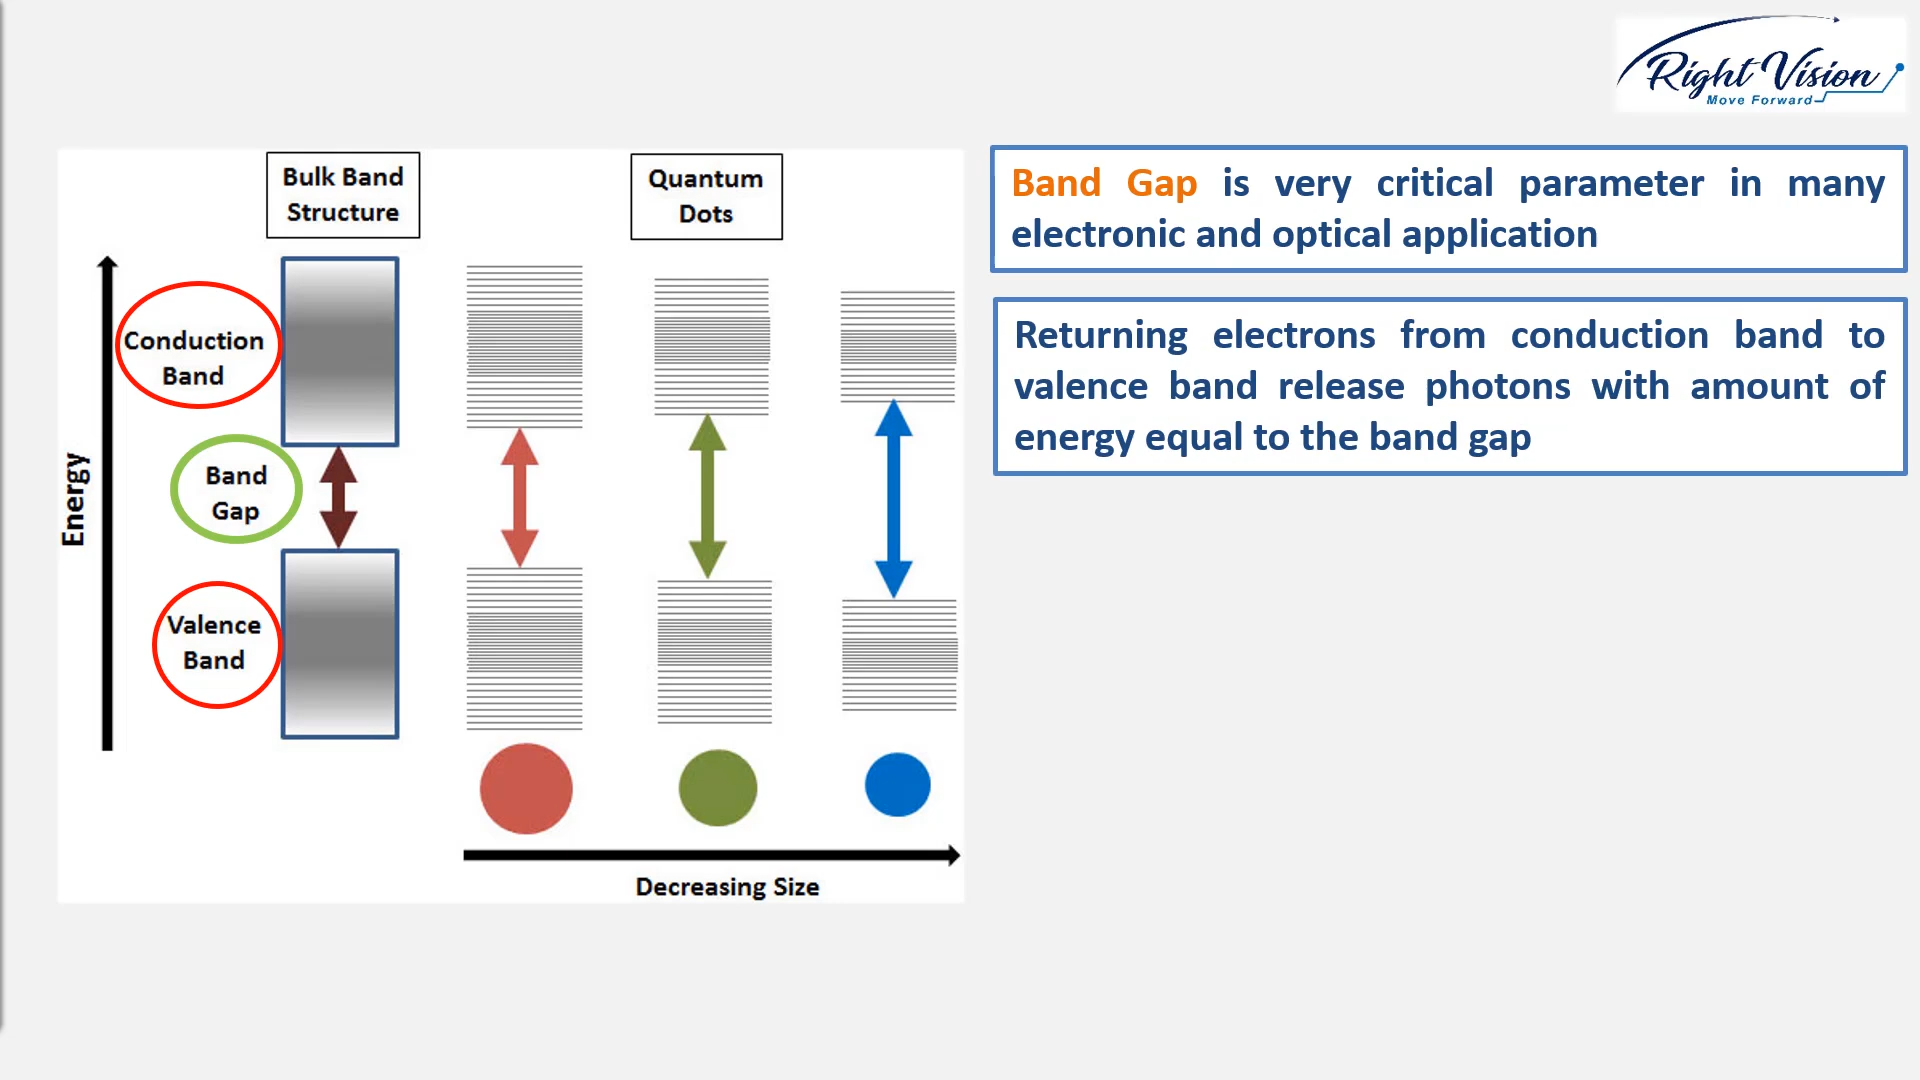 Right Vision
Move Forward
Bulk Band
Structure
Quantum
Dots
Conduction
Band
Band
Gap
Valence
Band
Energy
Decreasing Size
Band Gap is very critical parameter in many
electronic and optical application
Returning electrons from conduction band to
valence band release photons with amount of
energy equal to the band gap